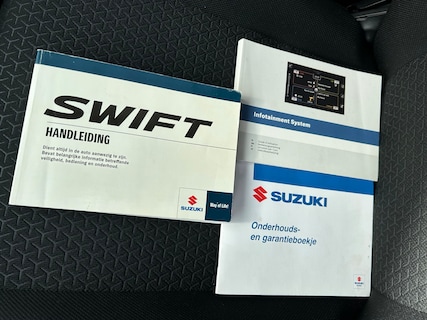 SWIFT
HANDLEIDING
Dient altijd in de auto aanwezig te zijn.
Bevat belangrijke informatie betreffende
veiligheid, bediening en onderhoud.
SUZUKI
Way of Life!
Infotainment System
SUZUKI
Onderhouds-
en garantieboekje
SUZUKI